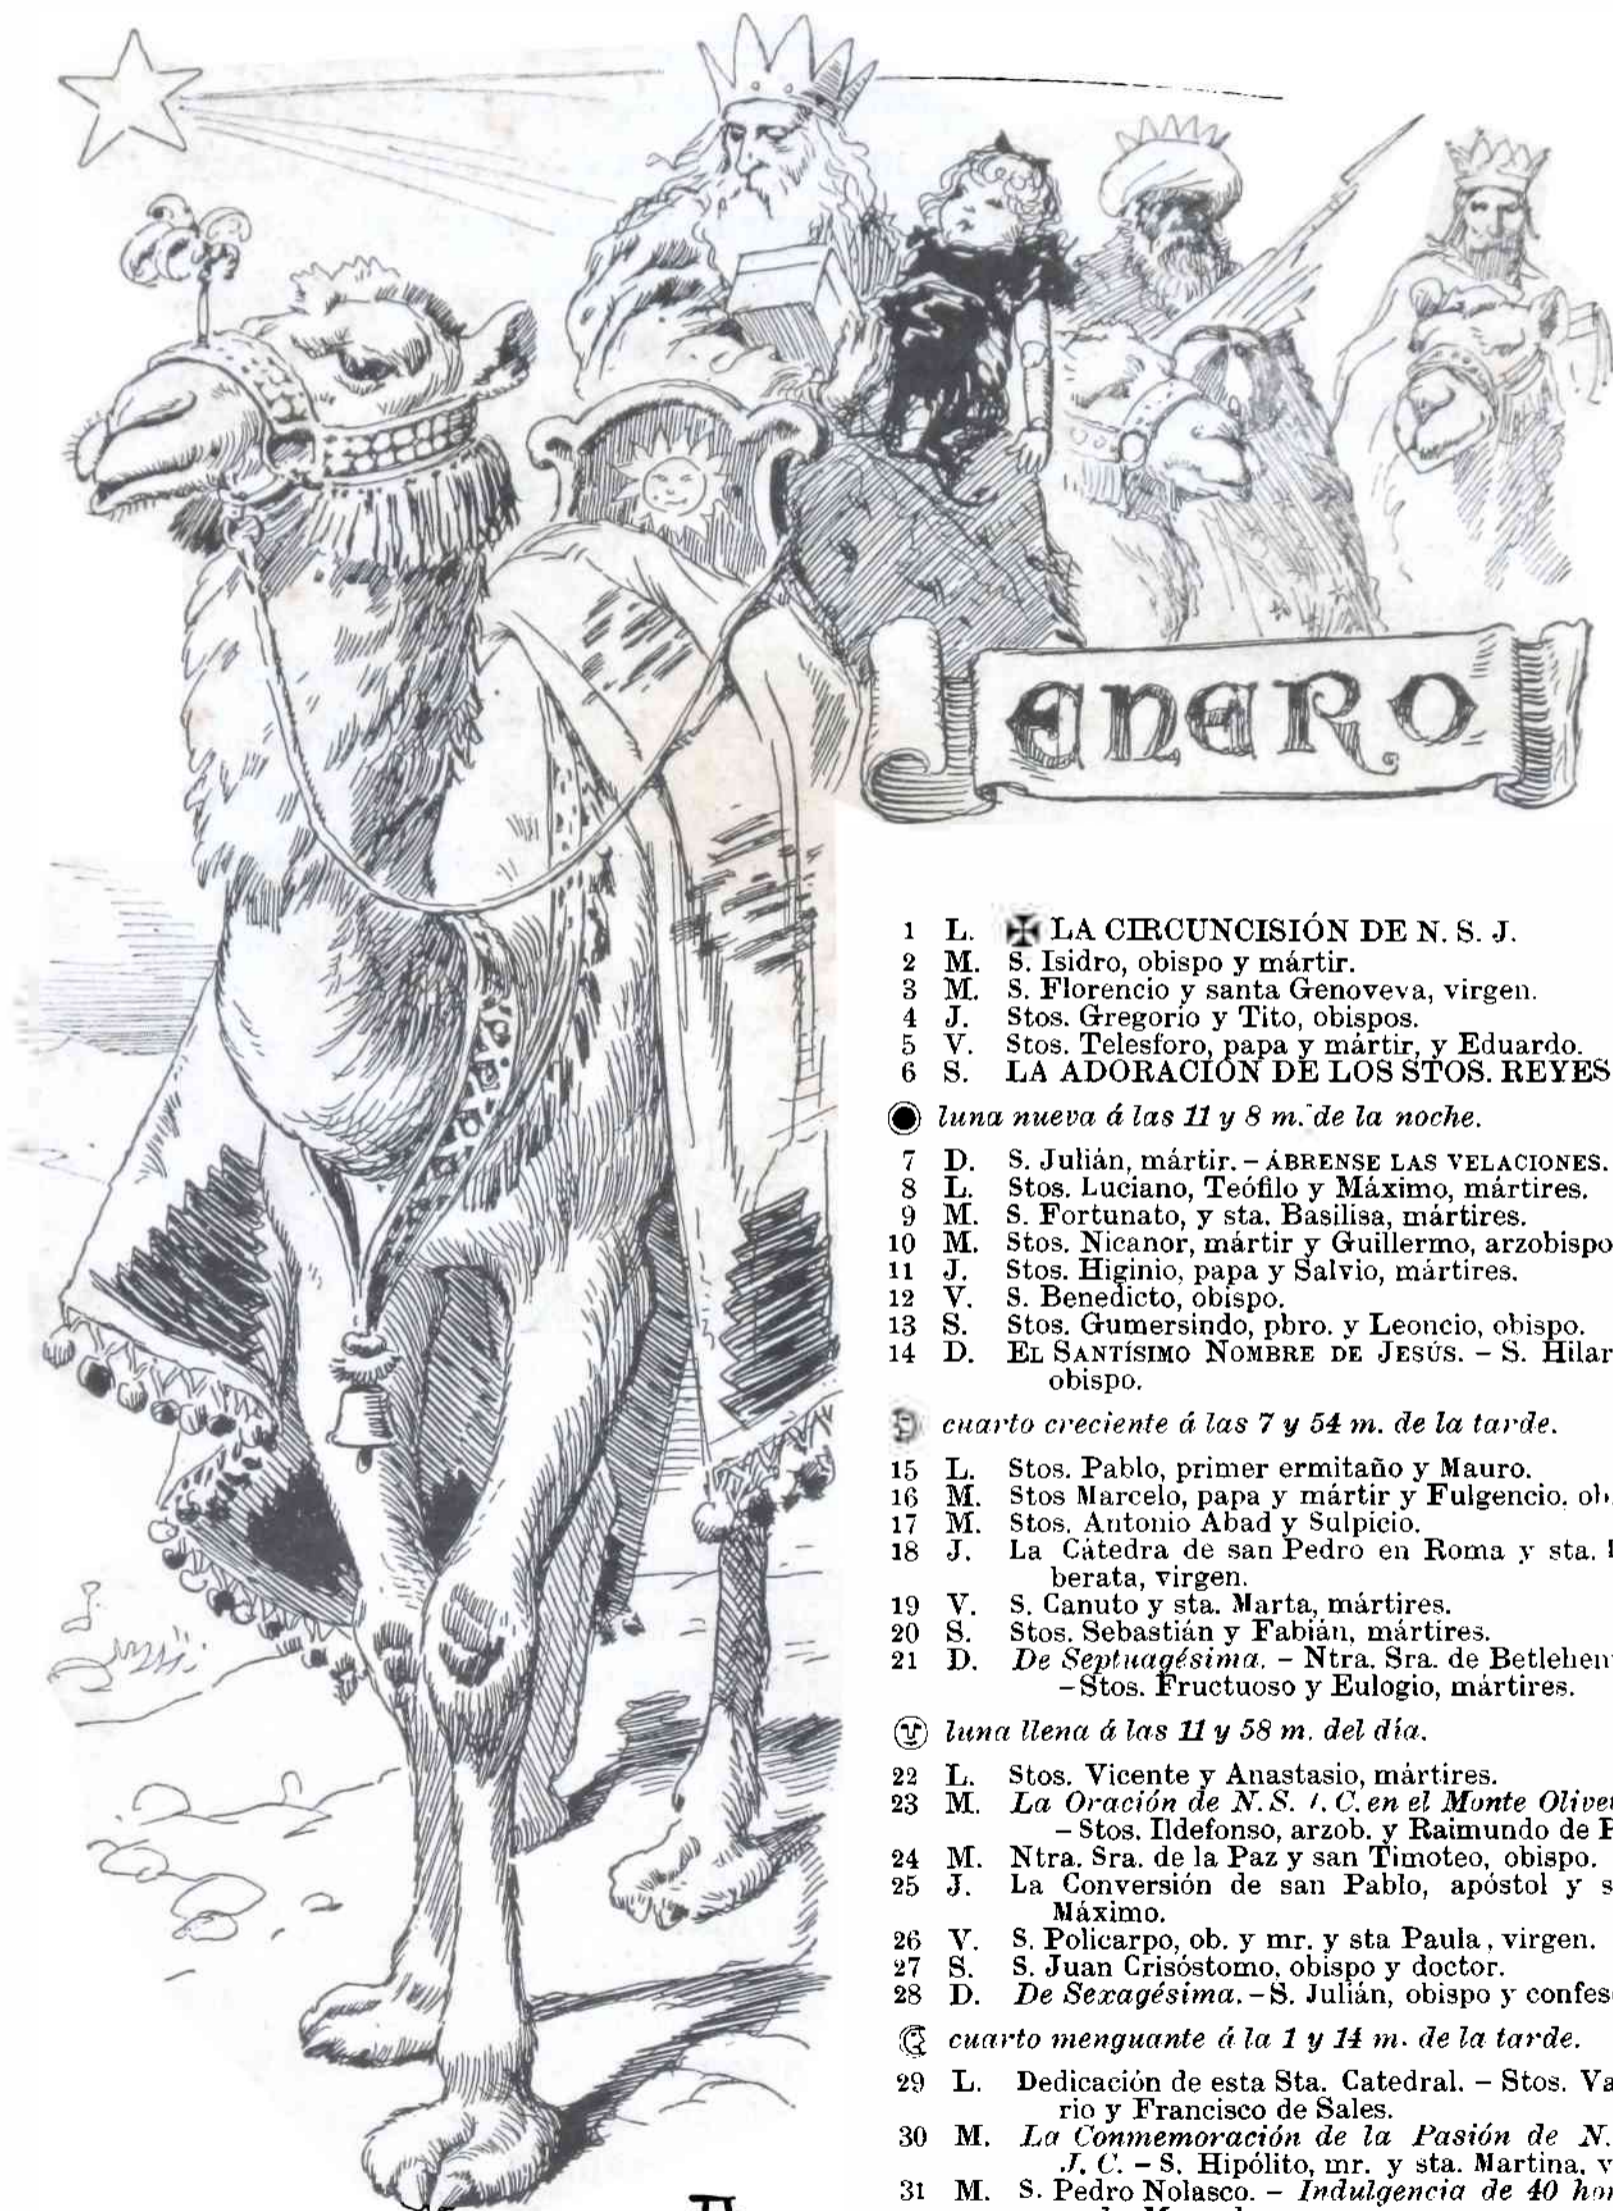 ENERO
1 L. ✠ LA CIRCUNCISIÓN DE N. S. J.
2 M. S. Isidro, obispo y mártir.
3 M. S. Florencio y santa Genoveva, virgen.
4 J. Stos. Gregorio y Tito, obispos.
5 V. Stos. Telesforo, papa y mártir, y Eduardo.
6 S. LA ADORACIÓN DE LOS STOS. REYES
luna nueva á las 11 y 8 m. de la noche.
7 D. S. Julián, mártir. – ÁBRENSE LAS VELACIONES.
8 L. Stos. Luciano, Teófilo y Máximo, mártires.
9 M. S. Fortunato, y sta. Basilisa, mártires.
10 M. Stos. Nicanor, mártir y Guillermo, arzobispo
11 J. Stos. Higinio, papa y Salvio, mártires.
12 V. S. Benedicto, obispo.
13 S. Stos. Gumersindo, pbro. y Leoncio, obispo.
14 D. EL SANTÍSIMO NOMBRE DE JESÚS. – S. Hilar
obispo.
cuarto creciente á las 7 y 54 m. de la tarde.
15 L. Stos. Pablo, primer ermitaño y Mauro.
16 M. Stos Marcelo, papa y mártir y Fulgencio, ob.
17 M. Stos. Antonio Abad y Sulpicio.
18 J. La Cátedra de san Pedro en Roma y sta.
berata, virgen.
19 V. S. Canuto y sta. Marta, mártires.
20 S. Stos. Sebastián y Fabián, mártires.
21 D. De Septuagésima. – Ntra. Sra. de Betlehem
– Stos. Fructuoso y Eulogio, mártires.
luna llena á las 11 y 58 m. del día.
22 L. Stos. Vicente y Anastasio, mártires.
23 M. La Oración de N. S. J. C. en el Monte Olivet
– Stos. Ildefonso, arzob. y Raimundo de P
24 M. Ntra. Sra. de la Paz y san Timoteo, obispo.
25 J. La Conversión de san Pablo, apóstol y s
Máximo.
26 V. S. Policarpo, ob. y mr. y sta Paula, virgen.
27 S. S. Juan Crisóstomo, obispo y doctor.
28 D. De Sexagésima. – S. Julián, obispo y confes
cuarto menguante á la 1 y 14 m. de la tarde.
29 L. Dedicación de esta Sta. Catedral. – Stos. Va
rio y Francisco de Sales.
30 M. La Conmemoración de la Pasión de N.
J. C. – S. Hipólito, mr. y sta. Martina, v
31 M. S. Pedro Nolasco. – Indulgencia de 40 hor